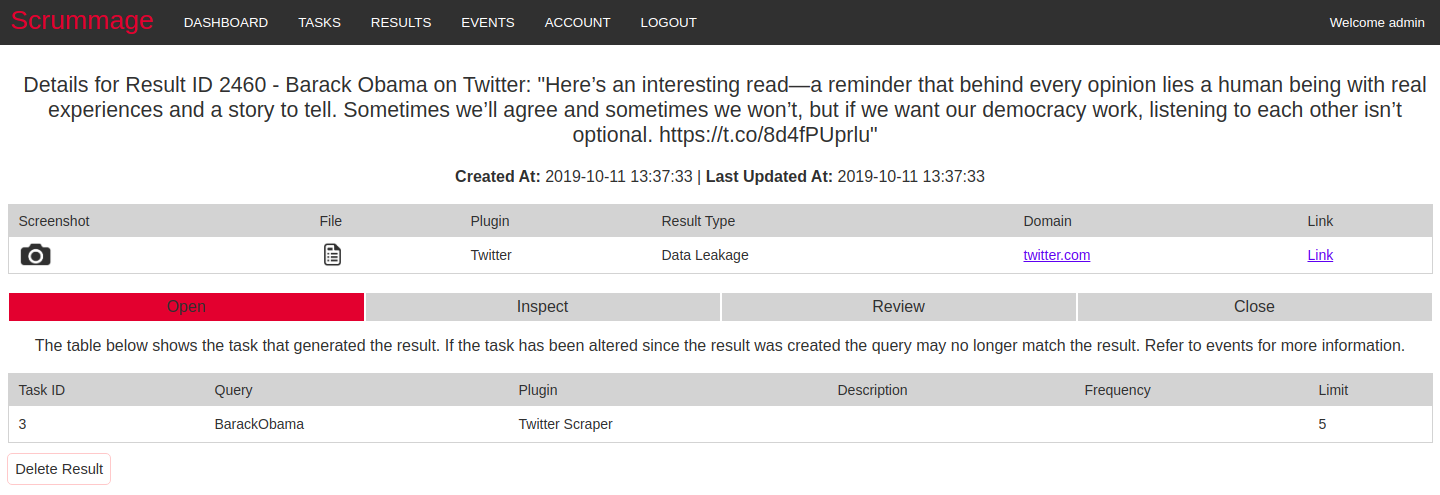 Scrummage DASHBOARD TASKS RESULTS EVENTS ACCOUNT LOGOUT Welcome admin
Details for Result ID 2460 - Barack Obama on Twitter: "Here’s an interesting read—a reminder that behind every opinion lies a human being with real
experiences and a story to tell. Sometimes we’ll agree and sometimes we won’t, but if we want our democracy work, listening to each other isn’t
optional. https://t.co/8d4fPUprlu"
Created At: 2019-10-11 13:37:33 | Last Updated At: 2019-10-11 13:37:33
Screenshot File Plugin Result Type Domain Link
Twitter Data Leakage twitter.com Link
Open Inspect Review Close
The table below shows the task that generated the result. If the task has been altered since the result was created the query may no longer match the result. Refer to events for more information.
Task ID Query Plugin Description Frequency Limit
3 BarackObama Twitter Scraper 5
Delete Result